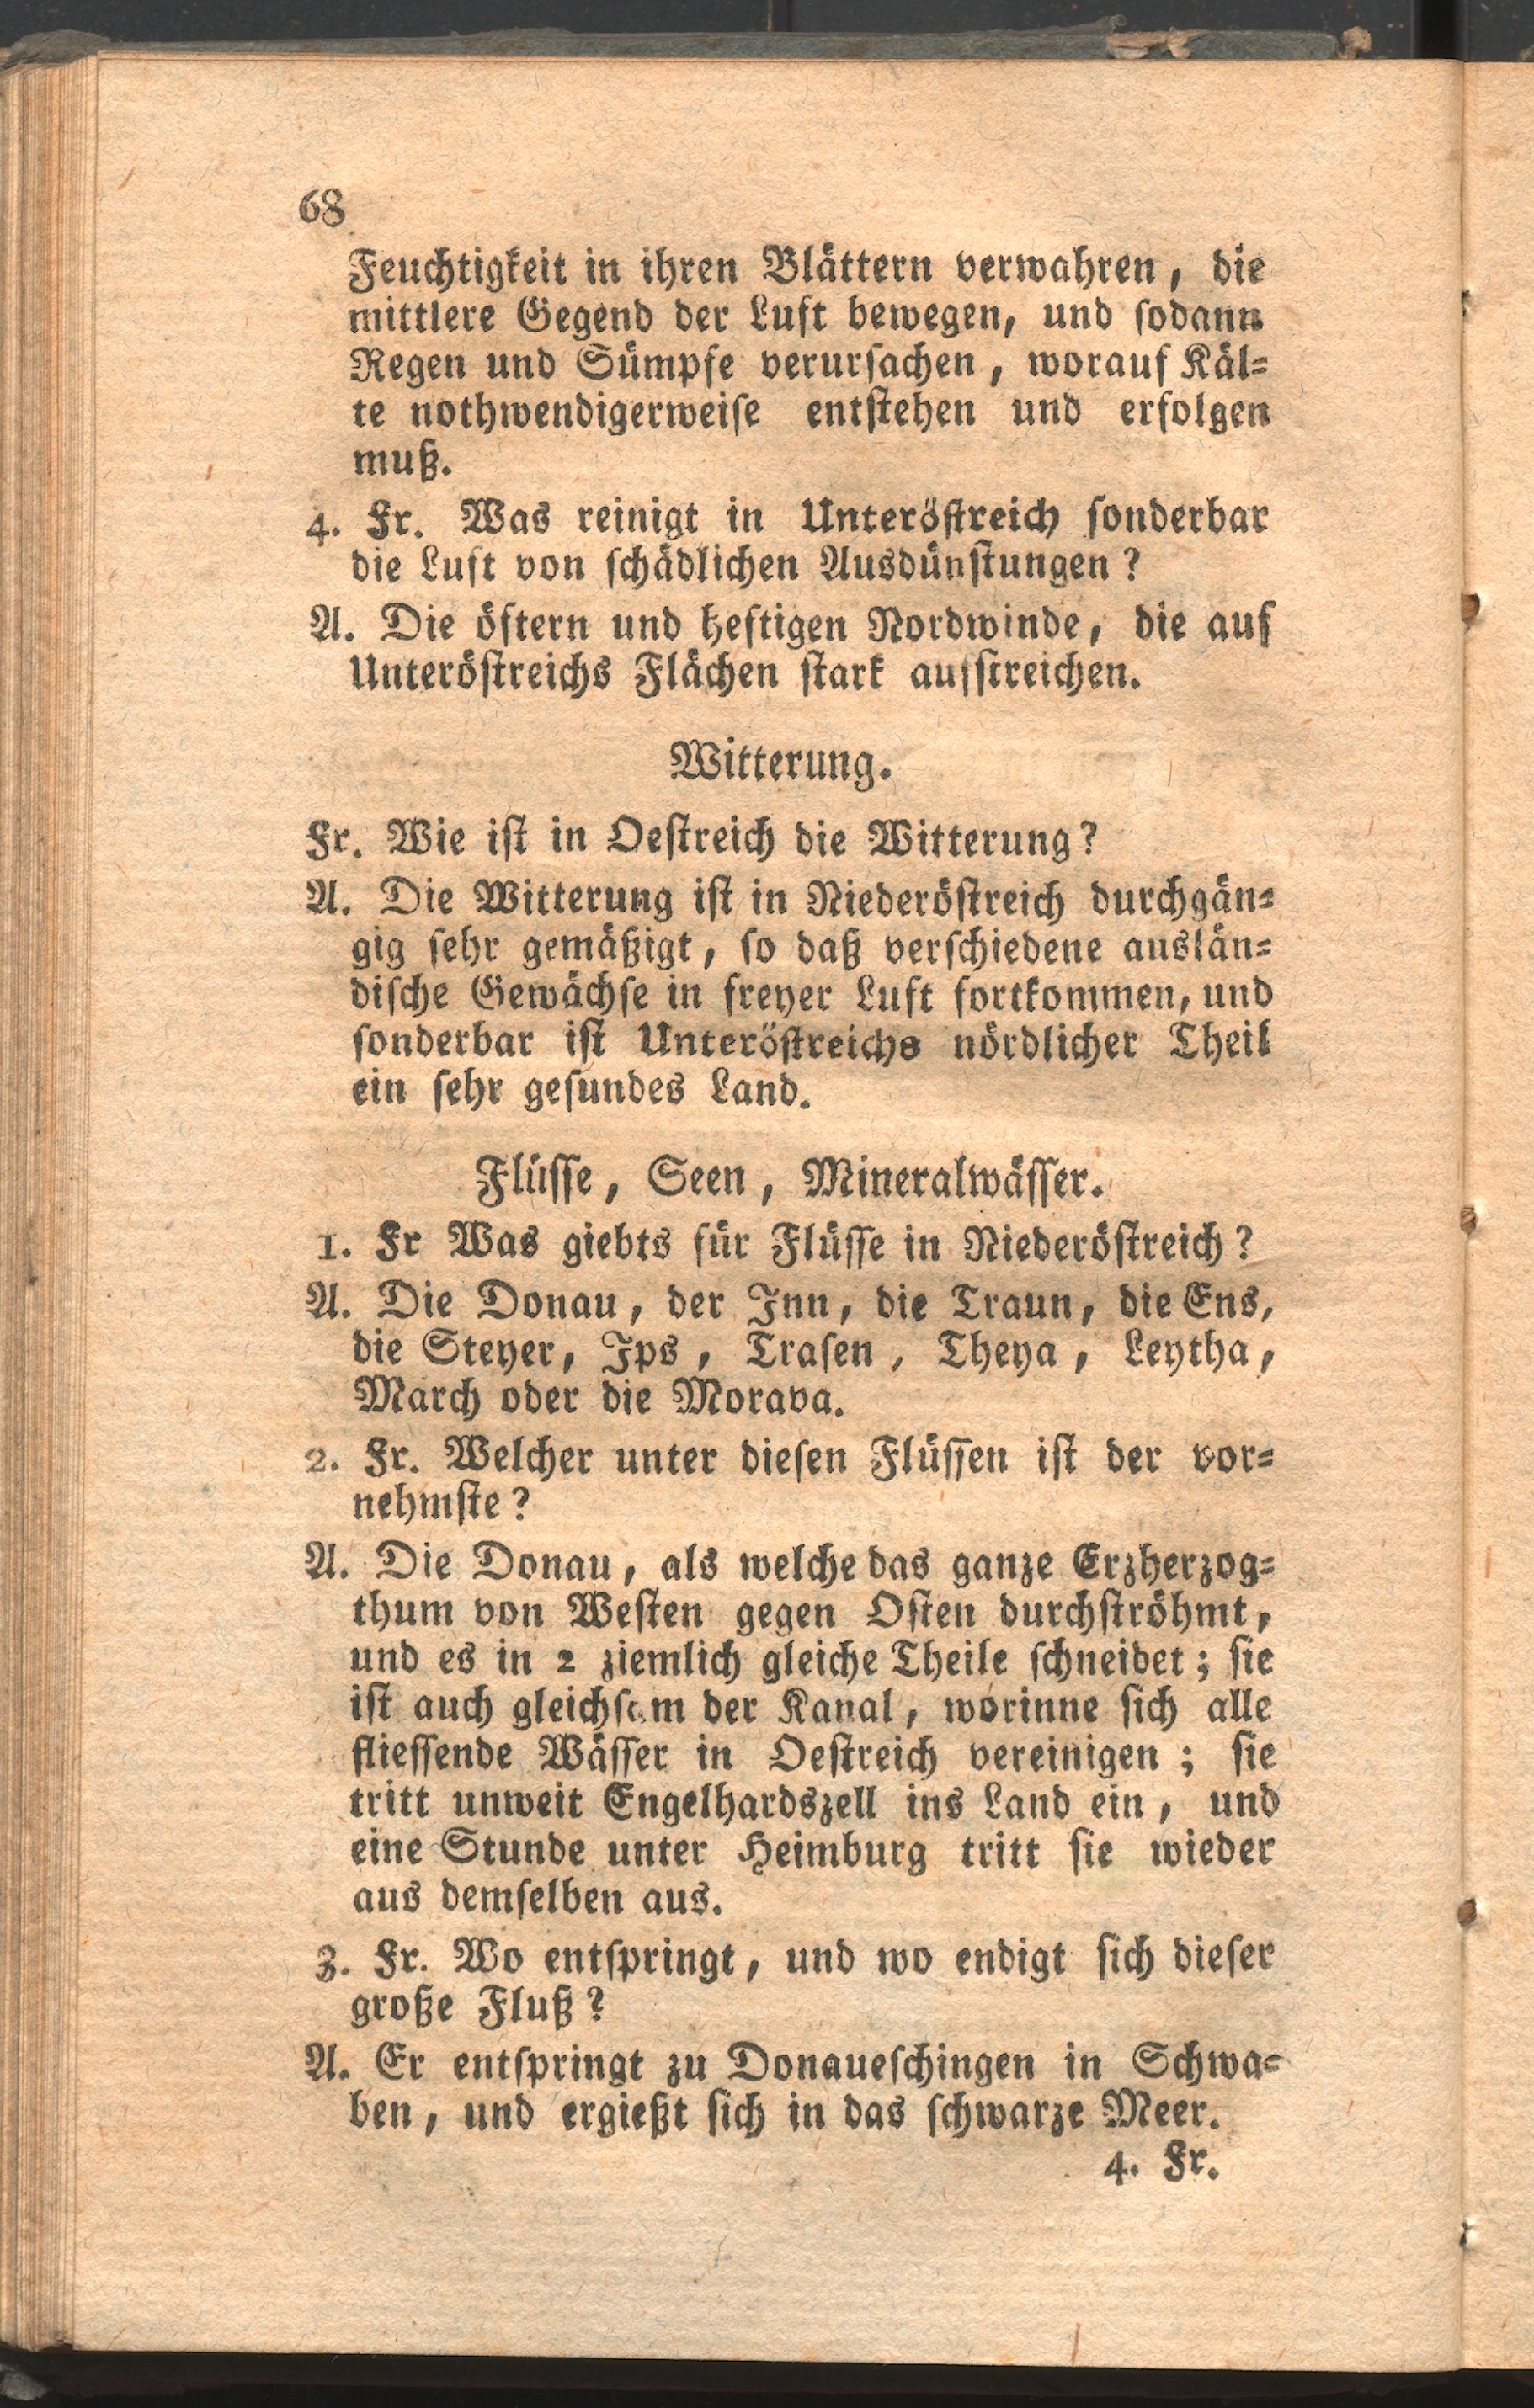 68
Feuchtigkeit in ihren Blättern verwahren, die
mittlere Gegend der Luft bewegen, und ſodann
Regen und Sümpfe verurſachen, worauf Käl⸗
te nothwendigerweiſe entſtehen und erfolgen
muß.
4. Fr. Was reinigt in Unteröſtreich ſonderbar
die Luft von ſchädlichen Ausdünſtungen?
A. Die öftern und heftigen Nordwinde, die auf
Unteröſtreichs Flächen ſtark aufſtreichen.
Witterung.
Fr. Wie iſt in Oeſtreich die Witterung?
A. Die Witterung iſt in Niederöſtreich durchgän⸗
gig ſehr gemäßigt, ſo daß verſchiedene auslän⸗
diſche Gewächſe in freyer Luft fortkommen, und
ſonderbar iſt Unteröſtreichs nördlicher Theil
ein ſehr geſundes Land.
Flüſſe, Seen, Mineralwäſſer.
1. Fr Was giebts für Flüſſe in Niederöſtreich?
A. Die Donau, der Inn, die Traun, die Ens,
die Steyer, Ips, Traſen, Theya, Leytha,
March oder die Morava.
2. Fr. Welcher unter dieſen Flüſſen iſt der vor⸗
nehmſte?
A. Die Donau, als welche das ganze Erzherzog⸗
thum von Weſten gegen Oſten durchſtröhmt,
und es in 2 ziemlich gleiche Theile ſchneidet; ſie
iſt auch gleichſam der Kanal, worinne ſich alle
flieſſende Wäſſer in Oeſtreich vereinigen; ſie
tritt unweit Engelhardszell ins Land ein, und
eine Stunde unter Heimburg tritt ſie wieder
aus demſelben aus.
3. Fr. Wo entſpringt, und wo endigt ſich dieſer
große Fluß?
A. Er entſpringt zu Donaueſchingen in Schwa⸗
ben, und ergießt ſich in das ſchwarze Meer.
4. Fr.